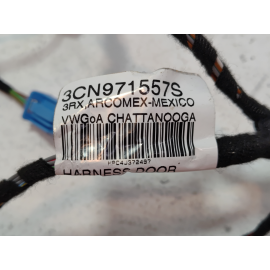 3CN971557S
3RX,ARCOMEX-MEXICO
VWGoA CHATTANOOGA
HARNESS DOOR